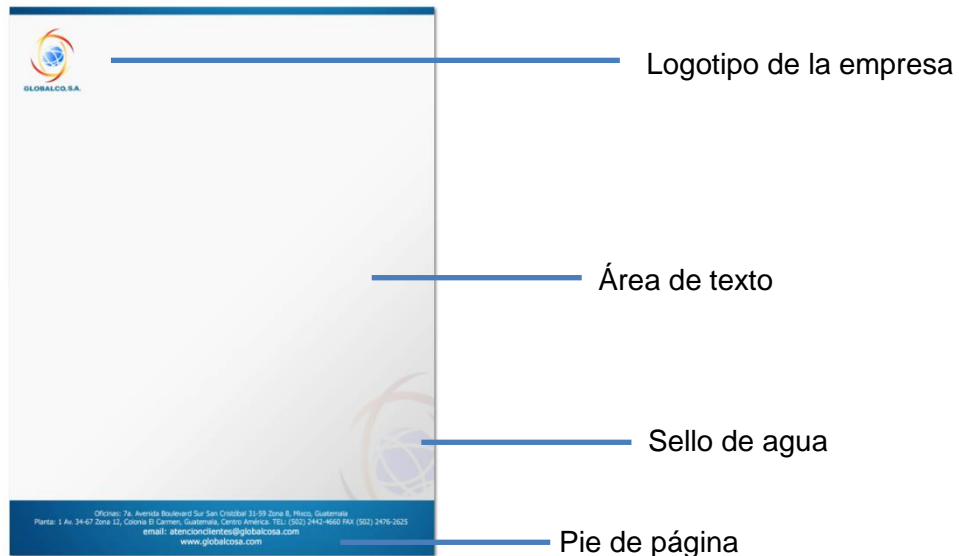 GLOBALCO, S.A.
Logotipo de la empresa
Área de texto
Sello de agua
Oficinas: 7a. Avenida Boulevard Sur San Cristóbal 31-59 Zona 8, Mixco, Guatemala
Planta: 1 Av. 34-67 Zona 12, Colonia El Carmen, Guatemala, Centro América. TEL: (502) 2442-4660 FAX (502) 2476-2625
email: atencionclientes@globalcosa.com
www.globalcosa.com
Pie de página